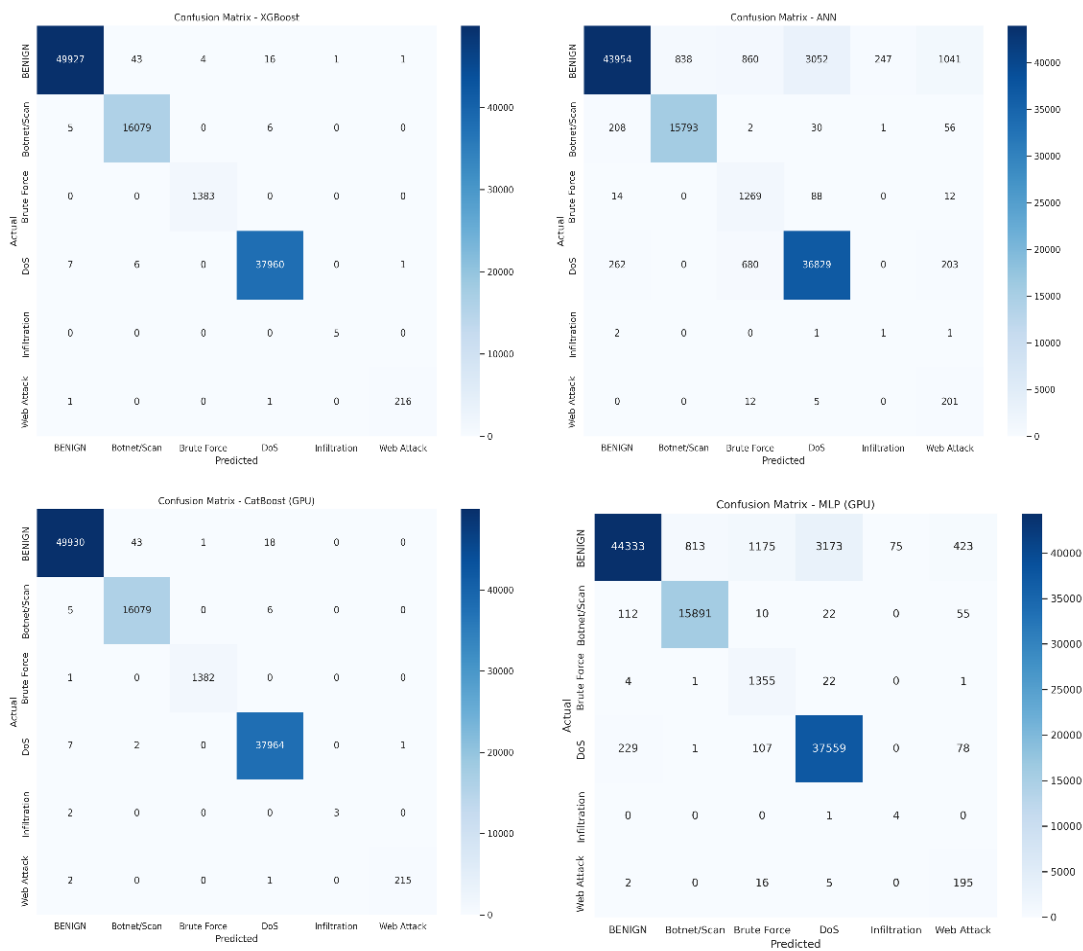 Confusion Matrix - XGBoost
BENIGN 49927 43 4 16 1 1
Botnet/Scan 5 16079 0 6 0 0
Brute Force 0 0 1383 0 0 0
DoS 7 6 0 37960 0 1
Infiltration 0 0 0 0 5 0
Web Attack 1 0 0 1 0 216
BENIGN Botnet/Scan Brute Force DoS Infiltration Web Attack
Predicted
Actual
40000
30000
20000
10000
0
Confusion Matrix - ANN
BENIGN 43954 838 860 3052 247 1041
Botnet/Scan 208 15793 2 30 1 56
Brute Force 14 0 1269 88 0 12
DoS 262 0 680 36829 0 203
Infiltration 2 0 0 1 1 1
Web Attack 0 0 12 5 0 201
BENIGN Botnet/Scan Brute Force DoS Infiltration Web Attack
Predicted
Actual
40000
35000
30000
25000
20000
15000
10000
5000
0
Confusion Matrix - CatBoost (GPU)
BENIGN 49930 43 1 18 0 0
Botnet/Scan 5 16079 0 6 0 0
Brute Force 1 0 1382 0 0 0
DoS 7 2 0 37964 0 1
Infiltration 2 0 0 0 3 0
Web Attack 2 0 0 1 0 215
BENIGN Botnet/Scan Brute Force DoS Infiltration Web Attack
Predicted
Actual
40000
30000
20000
10000
0
Confusion Matrix - MLP (GPU)
BENIGN 44333 813 1175 3173 75 423
Botnet/Scan 112 15891 10 22 0 55
Brute Force 4 1 1355 22 0 1
DoS 229 1 107 37559 0 78
Infiltration 0 0 0 1 4 0
Web Attack 2 0 16 5 0 195
BENIGN Botnet/Scan Brute Force DoS Infiltration Web Attack
Predicted
Actual
40000
35000
30000
25000
20000
15000
10000
5000
0